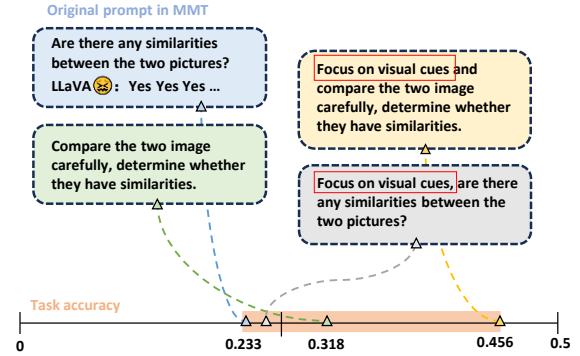 Original prompt in MMT
Are there any similarities
between the two pictures?
LLaVA😖: Yes Yes Yes ...
Compare the two image
carefully, determine whether
they have similarities.
Focus on visual cues and
compare the two image
carefully, determine whether
they have similarities.
Focus on visual cues, are there
any similarities between the
two pictures?
Task accuracy
0
0.233
0.318
0.456
0.5